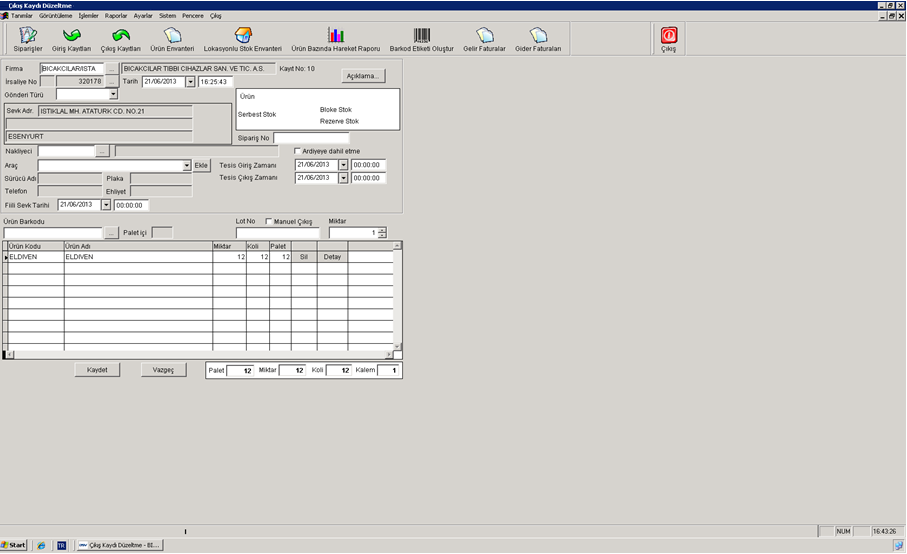 Çıkış Kaydı Düzeltme
Tanımlar Görüntüleme İşlemler Raporlar Ayarlar Sistem Pencere Çıkış
Siparişler Giriş Kayıtları Çıkış Kayıtları Ürün Envanteri Lokasyonlu Stok Envanteri Ürün Bazında Hareket Raporu Barkod Etiketi Oluştur Gelir Faturaları Gider Faturaları Çıkış
Firma BICAKCILAR/ISTA ... BICAKCILAR TIBBI CIHAZLAR SAN. VE TIC. A.S. Kayıt No: 10
İrsaliye No 320178 ... Tarih 21/06/2013 16:25:43 Açıklama...
Gönderi Türü
Ürün
Serbest Stok
Bloke Stok
Rezerve Stok
Sevk Adr. ISTIKLAL MH. ATATURK CD. NO.21
ESENYURT
Sipariş No
Nakliyeci ... Ardiyeye dahil etme
Araç Ekle Tesis Giriş Zamanı 21/06/2013 00:00:00
Sürücü Adı Plaka Tesis Çıkış Zamanı 21/06/2013 00:00:00
Telefon Ehliyet
Fiili Sevk Tarihi 21/06/2013 00:00:00
Ürün Barkodu Lot No Manuel Çıkış Miktar
... Palet içi 1
Ürün Kodu Ürün Adı Miktar Koli Palet
ELDIVEN ELDIVEN 12 12 12 Sil Detay
Kaydet Vazgeç Palet 12 Miktar 12 Koli 12 Kalem 1
NUM 16:43:26
Start TR Çıkış Kaydı Düzeltme - BI...